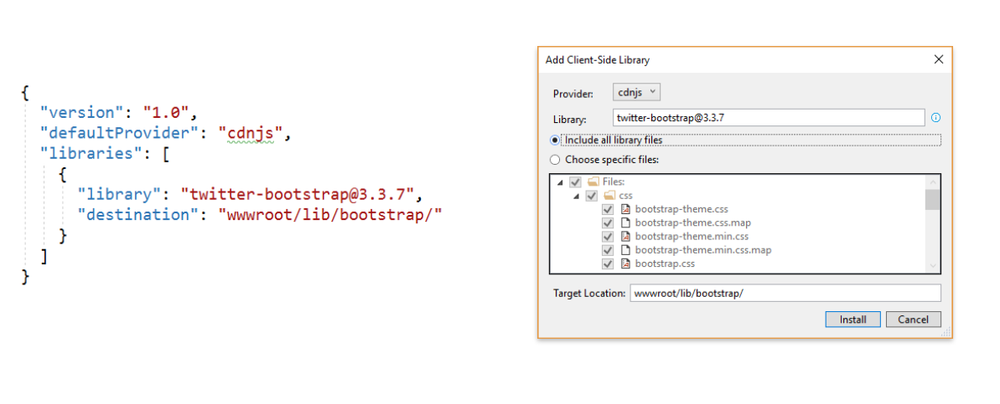 {
"version": "1.0",
"defaultProvider": "cdnjs",
"libraries": [
{
"library": "twitter-bootstrap@3.3.7",
"destination": "wwwroot/lib/bootstrap/"
}
]
}
Add Client-Side Library
Provider: cdnjs
Library: twitter-bootstrap@3.3.7
Include all library files
Choose specific files:
Files:
css
bootstrap-theme.css
bootstrap-theme.css.map
bootstrap-theme.min.css
bootstrap-theme.min.css.map
bootstrap.css
Target Location: wwwroot/lib/bootstrap/
Install Cancel